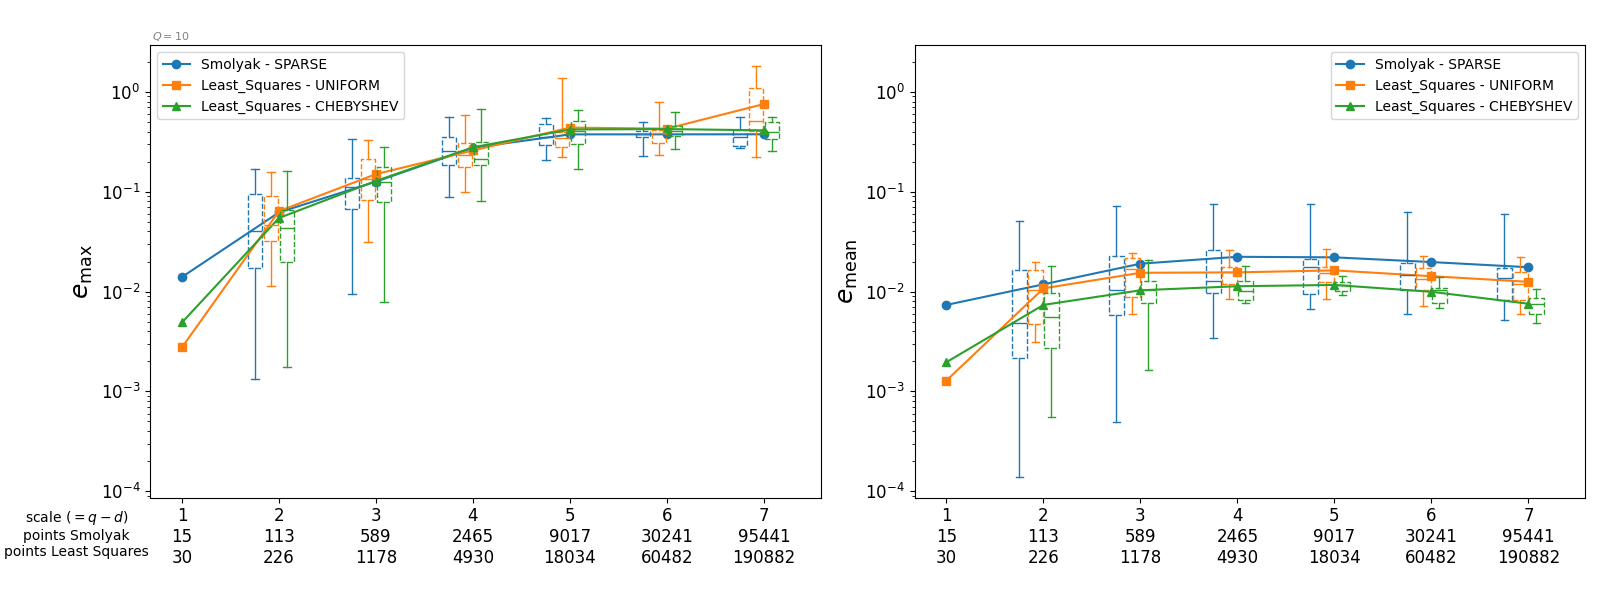 Q = 10
Smolyak - SPARSE
Least_Squares - UNIFORM
Least_Squares - CHEBYSHEV
10⁰
10⁻¹
10⁻²
10⁻³
10⁻⁴
e_max
scale (= q − d) 1 2 3 4 5 6 7
points Smolyak 15 113 589 2465 9017 30241 95441
points Least Squares 30 226 1178 4930 18034 60482 190882
Smolyak - SPARSE
Least_Squares - UNIFORM
Least_Squares - CHEBYSHEV
10⁰
10⁻¹
10⁻²
10⁻³
10⁻⁴
e_mean
1 2 3 4 5 6 7
15 113 589 2465 9017 30241 95441
30 226 1178 4930 18034 60482 190882